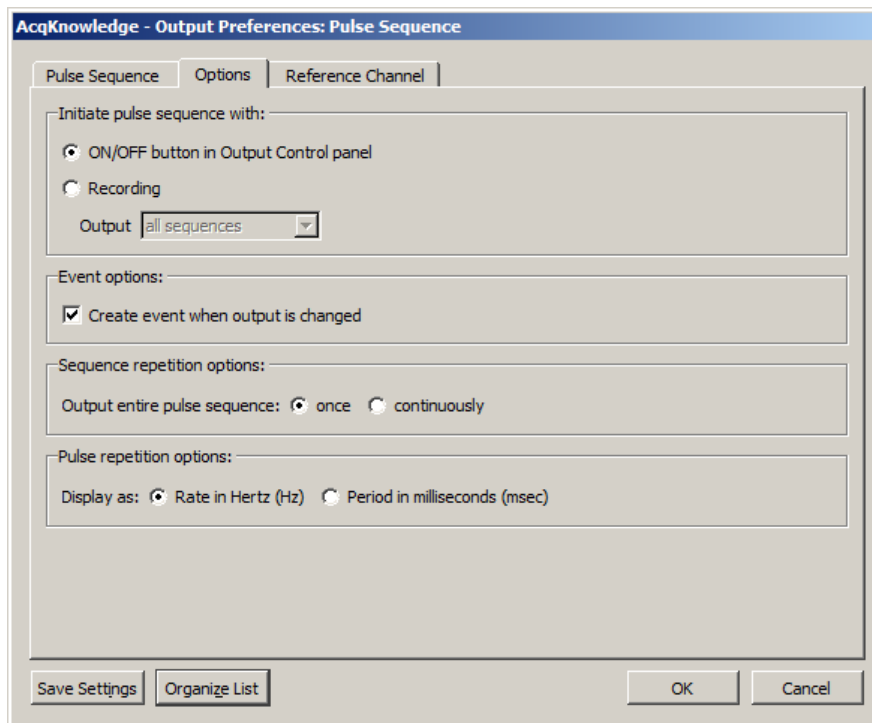 AcqKnowledge - Output Preferences: Pulse Sequence
Pulse Sequence Options Reference Channel
Initiate pulse sequence with:
ON/OFF button in Output Control panel
Recording
Output all sequences
Event options:
Create event when output is changed
Sequence repetition options:
Output entire pulse sequence: once continuously
Pulse repetition options:
Display as: Rate in Hertz (Hz) Period in milliseconds (msec)
Save Settings Organize List OK Cancel